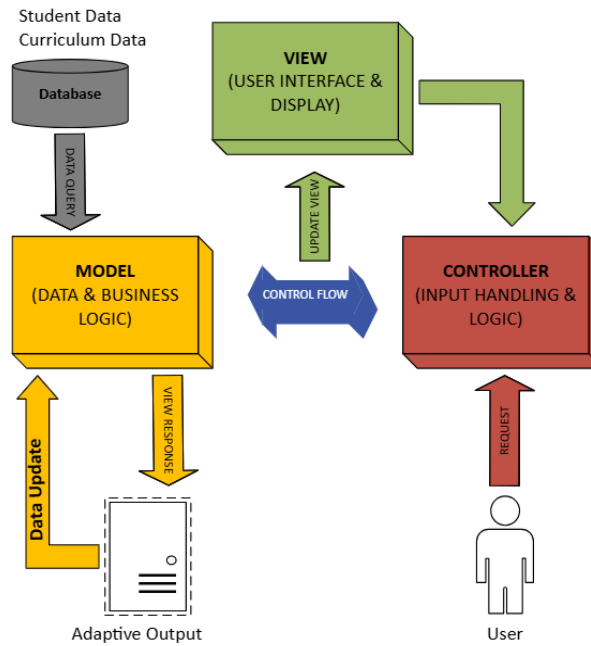 Student Data
Curriculum Data
Database
DATA QUERY
VIEW
(USER INTERFACE &
DISPLAY)
UPDATE VIEW
MODEL
(DATA & BUSINESS
LOGIC)
CONTROL FLOW
CONTROLLER
(INPUT HANDLING &
LOGIC)
Data Update
VIEW RESPONSE
REQUEST
Adaptive Output
User